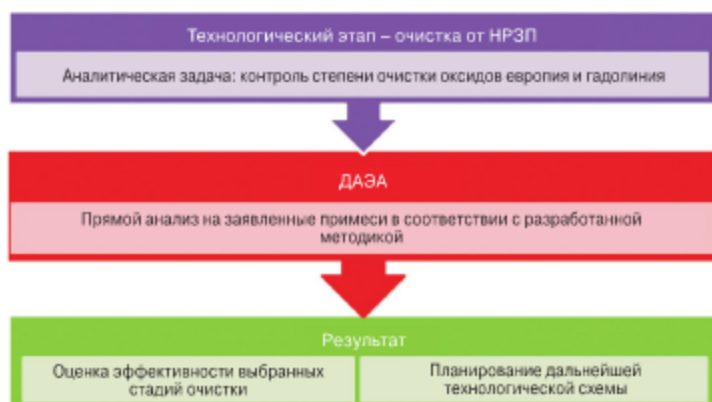 Технологический этап – очистка от НРЗП
Аналитическая задача: контроль степени очистки оксидов европия и гадолиния
ДАЭА
Прямой анализ на заявленные примеси в соответствии с разработанной
методикой
Результат
Оценка эффективности выбранных
стадий очистки
Планирование дальнейшей
технологической схемы